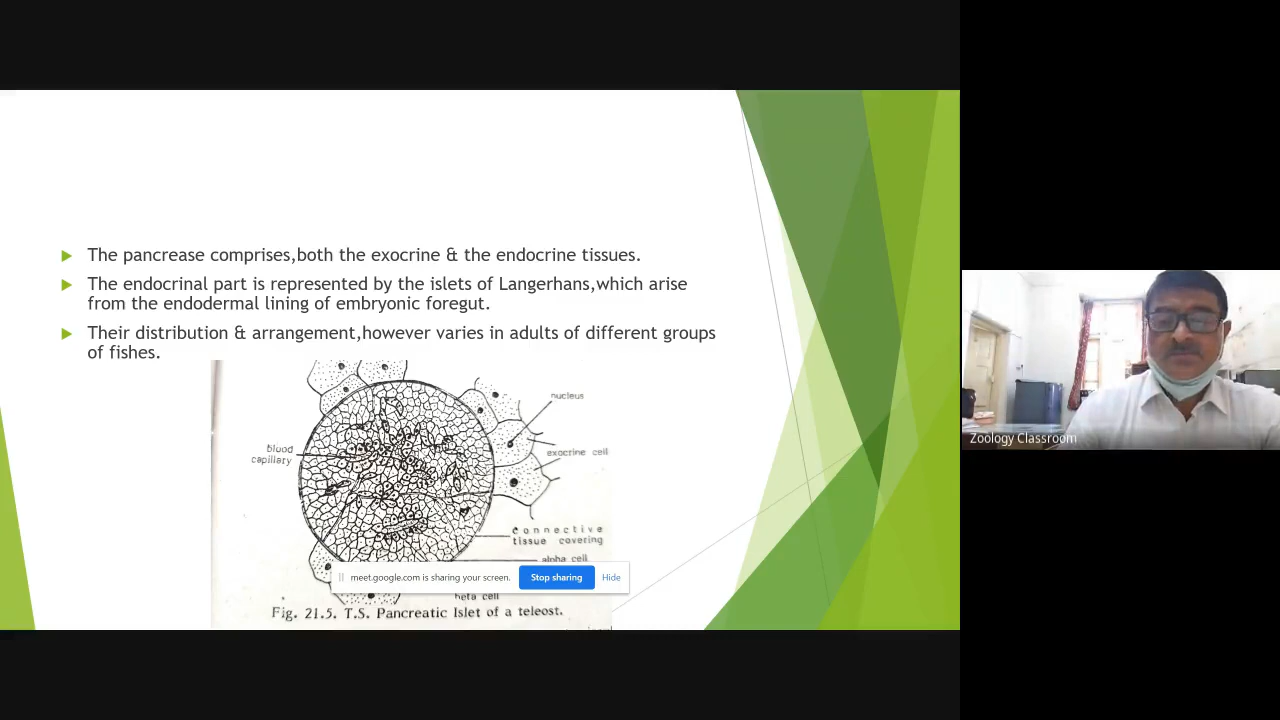 The pancrease comprises,both the exocrine & the endocrine tissues.
The endocrinal part is represented by the islets of Langerhans,which arise
from the endodermal lining of embryonic foregut.
Their distribution & arrangement,however varies in adults of different groups
of fishes.
nucleus
blood
capillary
exocrine cell
connective
tissue covering
alpha cell
meet.google.com is sharing your screen.
Stop sharing
Hide
beta cell
Fig. 21.5. T.S. Pancreatic Islet of a teleost.
Zoology Classroom